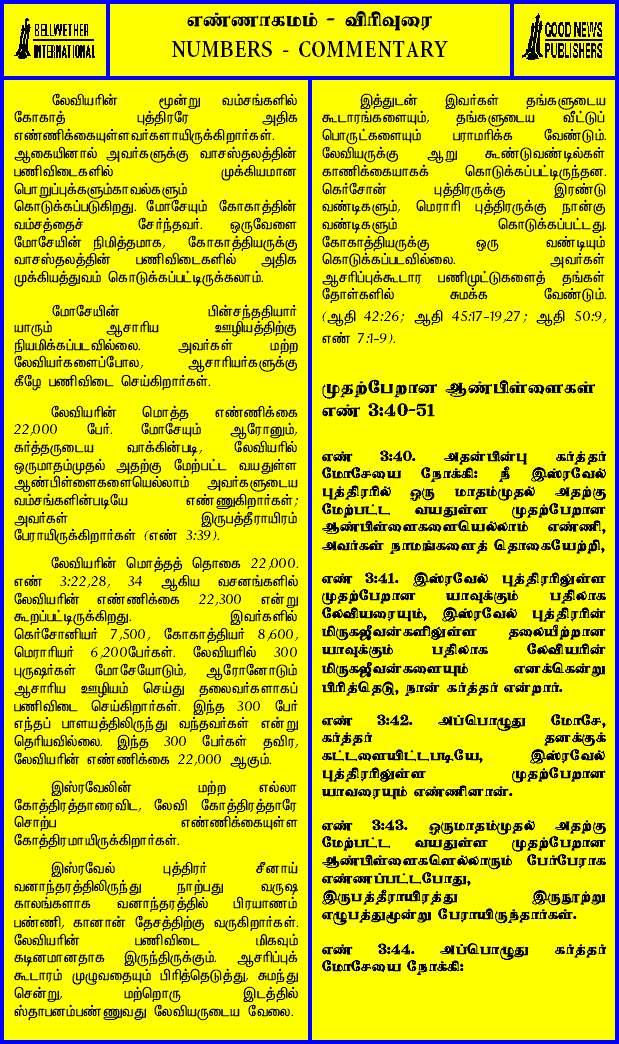 BELLWETHER
INTERNATIONAL
எண்ணாகமம் - விரிவுரை
NUMBERS - COMMENTARY
GOOD NEWS
PUBLISHERS
லேவியரின் மூன்று வம்சங்களில்
கோகாத் புத்திரரே அதிக
எண்ணிக்கையுள்ளவர்களாயிருக்கிறார்கள்.
ஆகையினால் அவர்களுக்கு வாசஸ்தலத்தின்
பணிவிடைகளில் முக்கியமான
பொறுப்புக்களும்காவல்களும்
கொடுக்கப்படுகிறது. மோசேயும் கோகாத்தின்
வம்சத்தைச் சேர்ந்தவர். ஒருவேளை
மோசேயின் நிமித்தமாக, கோகாத்தியருக்கு
வாசஸ்தலத்தின் பணிவிடைகளில் அதிக
முக்கியத்துவம் கொடுக்கப்பட்டிருக்கலாம்.
மோசேயின் பின்சந்ததியார்
யாரும் ஆசாரிய ஊழியத்திற்கு
நியமிக்கப்படவில்லை. அவர்கள் மற்ற
லேவியர்களைப்போல, ஆசாரியர்களுக்கு
கீழே பணிவிடை செய்கிறார்கள்.
லேவியரின் மொத்த எண்ணிக்கை
22,000 பேர். மோசேயும் ஆரோனும்,
கர்த்தருடைய வாக்கின்படி, லேவியரில்
ஒருமாதம்முதல் அதற்கு மேற்பட்ட வயதுள்ள
ஆண்பிள்ளைகளையெல்லாம் அவர்களுடைய
வம்சங்களின்படியே எண்ணுகிறார்கள்;
அவர்கள் இருபத்தீராயிரம்
பேராயிருக்கிறார்கள் (எண் 3:39).
லேவியரின் மொத்தத் தொகை 22,000.
எண் 3:22,28, 34 ஆகிய வசனங்களில்
லேவியரின் எண்ணிக்கை 22,300 என்று
கூறப்பட்டிருக்கிறது. இவர்களில்
கெர்சோனியர் 7,500, கோகாத்தியர் 8,600,
மெராரியர் 6,200பேர்கள். லேவியரில் 300
புருஷர்கள் மோசேயோடும், ஆரோனோடும்
ஆசாரிய ஊழியம் செய்து தலைவர்களாகப்
பணிவிடை செய்கிறார்கள். இந்த 300 பேர்
எந்தப் பாளயத்திலிருந்து வந்தவர்கள் என்று
தெரியவில்லை. இந்த 300 பேர்கள் தவிர,
லேவியரின் எண்ணிக்கை 22,000 ஆகும்.
இஸ்ரவேலின் மற்ற எல்லா
கோத்திரத்தாரைவிட, லேவி கோத்திரத்தாரே
சொற்ப எண்ணிக்கையுள்ள
கோத்திரமாயிருக்கிறார்கள்.
இஸ்ரவேல் புத்திரர் சீனாய்
வனாந்தரத்திலிருந்து நாற்பது வருஷ
காலங்களாக வனாந்தரத்தில் பிரயாணம்
பண்ணி, கானான் தேசத்திற்கு வருகிறார்கள்.
லேவியரின் பணிவிடை மிகவும்
கடினமானதாக இருந்திருக்கும். ஆசரிப்புக்
கூடாரம் முழுவதையும் பிரித்தெடுத்து, சுமந்து
சென்று, மற்றொரு இடத்தில்
ஸ்தாபனம்பண்ணுவது லேவியருடைய வேலை.
இத்துடன் இவர்கள் தங்களுடைய
கூடாரங்களையும், தங்களுடைய வீட்டுப்
பொருட்களையும் பராமரிக்க வேண்டும்.
லேவியருக்கு ஆறு கூண்டுவண்டில்கள்
காணிக்கையாகக் கொடுக்கப்பட்டிருந்தன.
கெர்சோன் புத்திரருக்கு இரண்டு
வண்டிகளும், மெராரி புத்திரருக்கு நான்கு
வண்டிகளும் கொடுக்கப்பட்டது.
கோகாத்தியருக்கு ஒரு வண்டியும்
கொடுக்கப்படவில்லை. அவர்கள்
ஆசரிப்புக்கூடார பணிமுட்டுகளைத் தங்கள்
தோள்களில் சுமக்க வேண்டும்.
(ஆதி 42:26; ஆதி 45:17-19,27; ஆதி 50:9,
எண் 7:1-9).
முதற்பேறான ஆண்பிள்ளைகள்
எண் 3:40-51
எண் 3:40. அதன்பின்பு கர்த்தர்
மோசேயை நோக்கி: நீ இஸ்ரவேல்
புத்திரரில் ஒரு மாதம்முதல் அதற்கு
மேற்பட்ட வயதுள்ள முதற்பேறான
ஆண்பிள்ளைகளையெல்லாம் எண்ணி,
அவர்கள் நாமங்களைத் தொகையேற்றி,
எண் 3:41. இஸ்ரவேல் புத்திரரிலுள்ள
முதற்பேறான யாவுக்கும் பதிலாக
லேவியரையும், இஸ்ரவேல் புத்திரரின்
மிருகஜீவன்களிலுள்ள தலையீற்றான
யாவுக்கும் பதிலாக லேவியரின்
மிருகஜீவன்களையும் எனக்கென்று
பிரித்தெடு, நான் கர்த்தர் என்றார்.
எண் 3:42. அப்பொழுது மோசே,
கர்த்தர் தனக்குக்
கட்டளையிட்டபடியே, இஸ்ரவேல்
புத்திரரிலுள்ள முதற்பேறான
யாவரையும் எண்ணினான்.
எண் 3:43. ஒருமாதம்முதல் அதற்கு
மேற்பட்ட வயதுள்ள முதற்பேறான
ஆண்பிள்ளைகளெல்லாரும் பேர்பேராக
எண்ணப்பட்டபோது,
இருபத்தீராயிரத்து இருநூற்று
எழுபத்துமூன்று பேராயிருந்தார்கள்.
எண் 3:44. அப்பொழுது கர்த்தர்
மோசேயை நோக்கி: